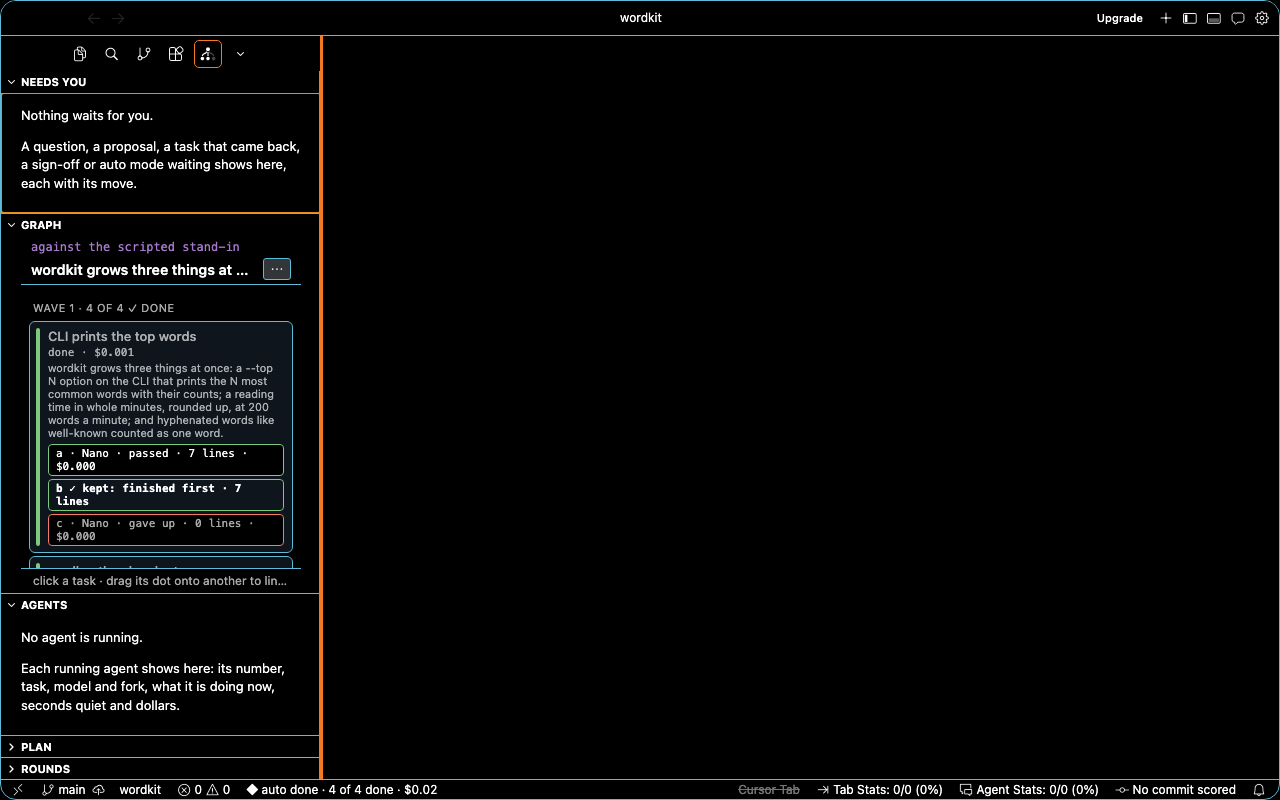 wordkit
Upgrade
NEEDS YOU
Nothing waits for you.
A question, a proposal, a task that came back,
a sign-off or auto mode waiting shows here,
each with its move.
GRAPH
against the scripted stand-in
wordkit grows three things at ...
WAVE 1 · 4 OF 4 ✓ DONE
CLI prints the top words
done · $0.001
wordkit grows three things at once: a --top
N option on the CLI that prints the N most
common words with their counts; a reading
time in whole minutes, rounded up, at 200
words a minute; and hyphenated words like
well-known counted as one word.
a · Nano · passed · 7 lines ·
$0.000
b ✓ kept: finished first · 7
lines
c · Nano · gave up · 0 lines ·
$0.000
click a task · drag its dot onto another to lin...
AGENTS
No agent is running.
Each running agent shows here: its number,
task, model and fork, what it is doing now,
seconds quiet and dollars.
PLAN
ROUNDS
main wordkit 0 0 auto done · 4 of 4 done · $0.02 Cursor Tab Tab Stats: 0/0 (0%) Agent Stats: 0/0 (0%) No commit scored